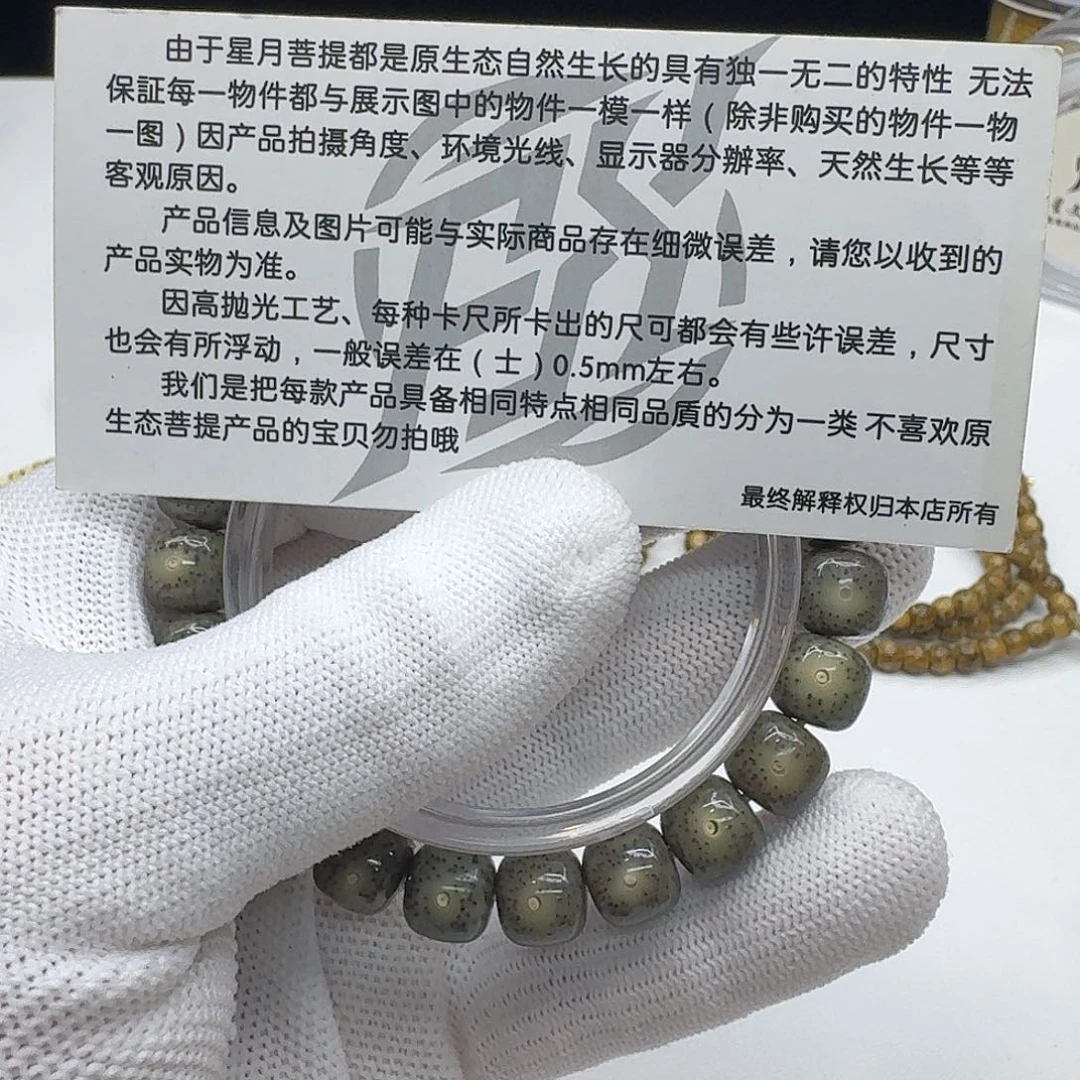 由于星月菩提都是原生态自然生长的具有独一无二的特性 无法
保証每一物件都与展示图中的物件一模一样（除非购买的物件一物
一图）因产品拍摄角度、环境光线、显示器分辦率、天然生长等等
客观原因。
产品信息及图片可能与实际商品存在细微误差，请您以收到的
产品实物为准。
因高抛光工艺、每种卡尺所卡出的尺可都会有些许误差，尺寸
也会有所浮动，一般误差在（士）0.5mm左右。
我们是把每款产品具备相同特点相同品質的分为一类 不喜欢原
生态菩提产品的宝贝勿拍哦
最终解释权归本店所有